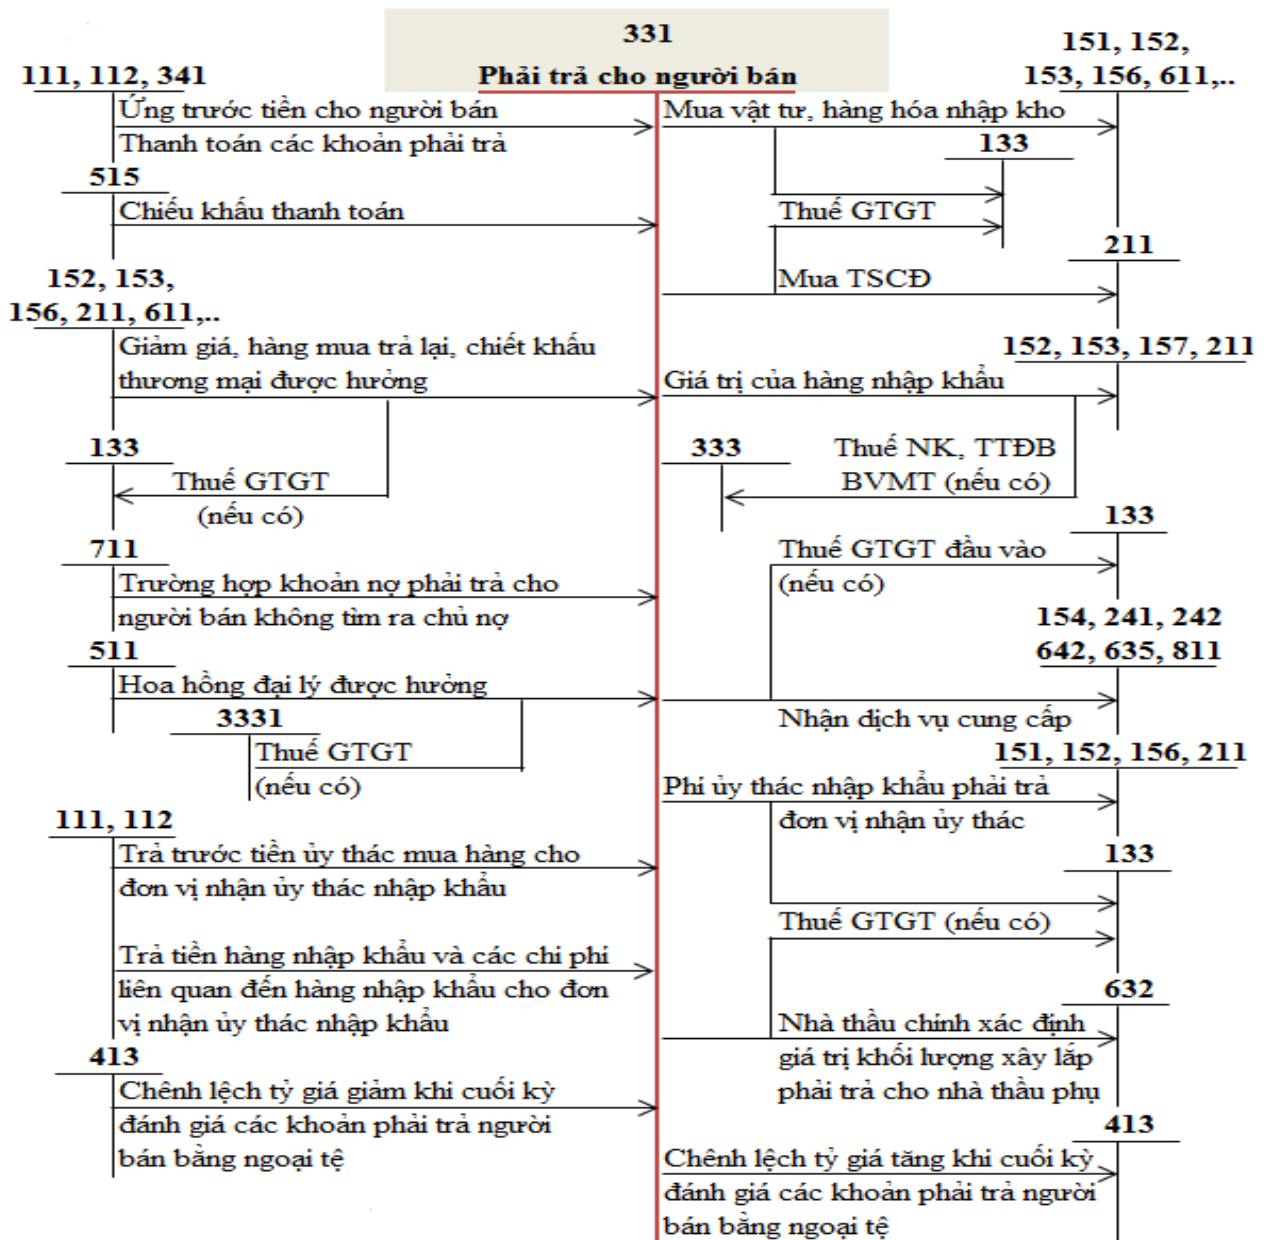 331
Phải trả cho người bán
111, 112, 341
Ứng trước tiền cho người bán
Thanh toán các khoản phải trả
515
Chiếu khấu thanh toán
152, 153,
156, 211, 611,..
Giảm giá, hàng mua trả lại, chiết khấu
thương mại được hưởng
133
Thuế GTGT
(nếu có)
711
Trường hợp khoản nợ phải trả cho
người bán không tìm ra chủ nợ
511
Hoa hồng đại lý được hưởng
3331
Thuế GTGT
(nếu có)
111, 112
Trả trước tiền ủy thác mua hàng cho
đơn vị nhận ủy thác nhập khẩu
Trả tiền hàng nhập khẩu và các chi phí
liên quan đến hàng nhập khẩu cho đơn
vị nhận ủy thác nhập khẩu
413
Chênh lệch tỷ giá giảm khi cuối kỳ
đánh giá các khoản phải trả người
bán bằng ngoại tệ
151, 152,
153, 156, 611,..
Mua vật tư, hàng hóa nhập kho
133
Thuế GTGT
211
Mua TSCĐ
152, 153, 157, 211
Giá trị của hàng nhập khẩu
333
Thuế NK, TTĐB
BVMT (nếu có)
133
Thuế GTGT đầu vào
(nếu có)
154, 241, 242
642, 635, 811
Nhận dịch vụ cung cấp
151, 152, 156, 211
Phí ủy thác nhập khẩu phải trả
đơn vị nhận ủy thác
133
Thuế GTGT (nếu có)
632
Nhà thầu chính xác định
giá trị khối lượng xây lắp
phải trả cho nhà thầu phụ
413
Chênh lệch tỷ giá tăng khi cuối kỳ
đánh giá các khoản phải trả người
bán bằng ngoại tệ